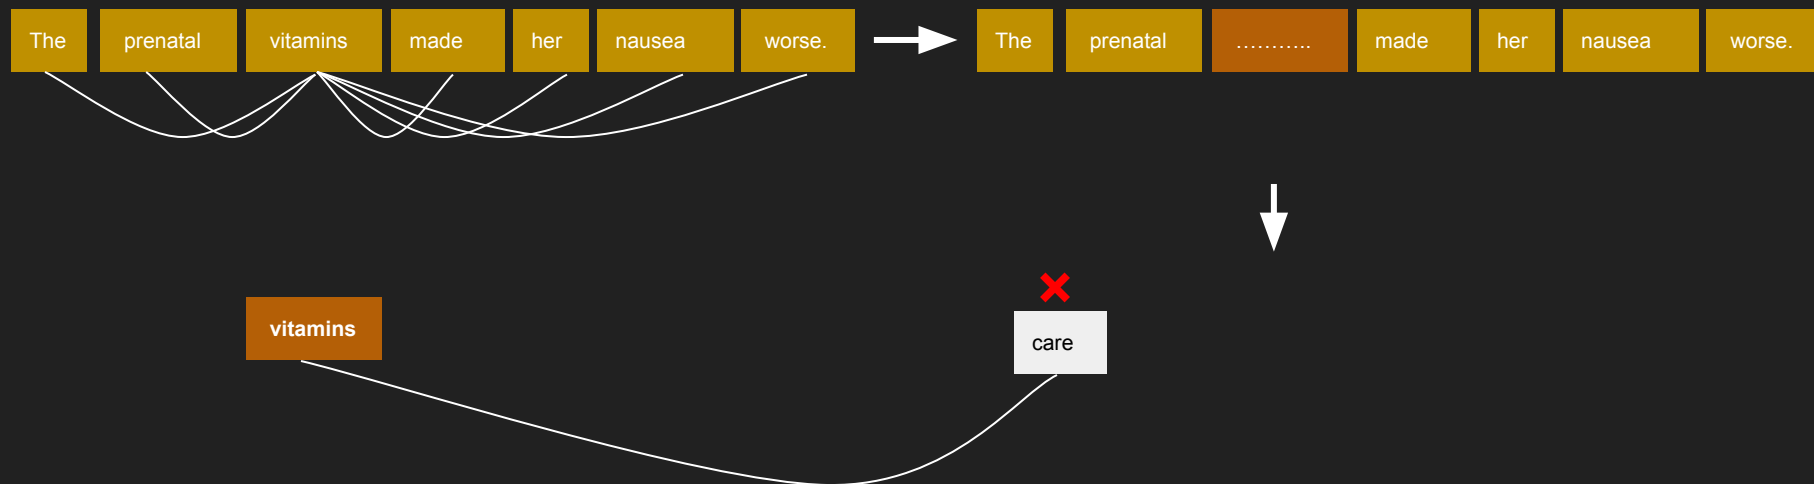 The prenatal vitamins made her nausea worse. The prenatal ........... made her nausea worse.
vitamins care